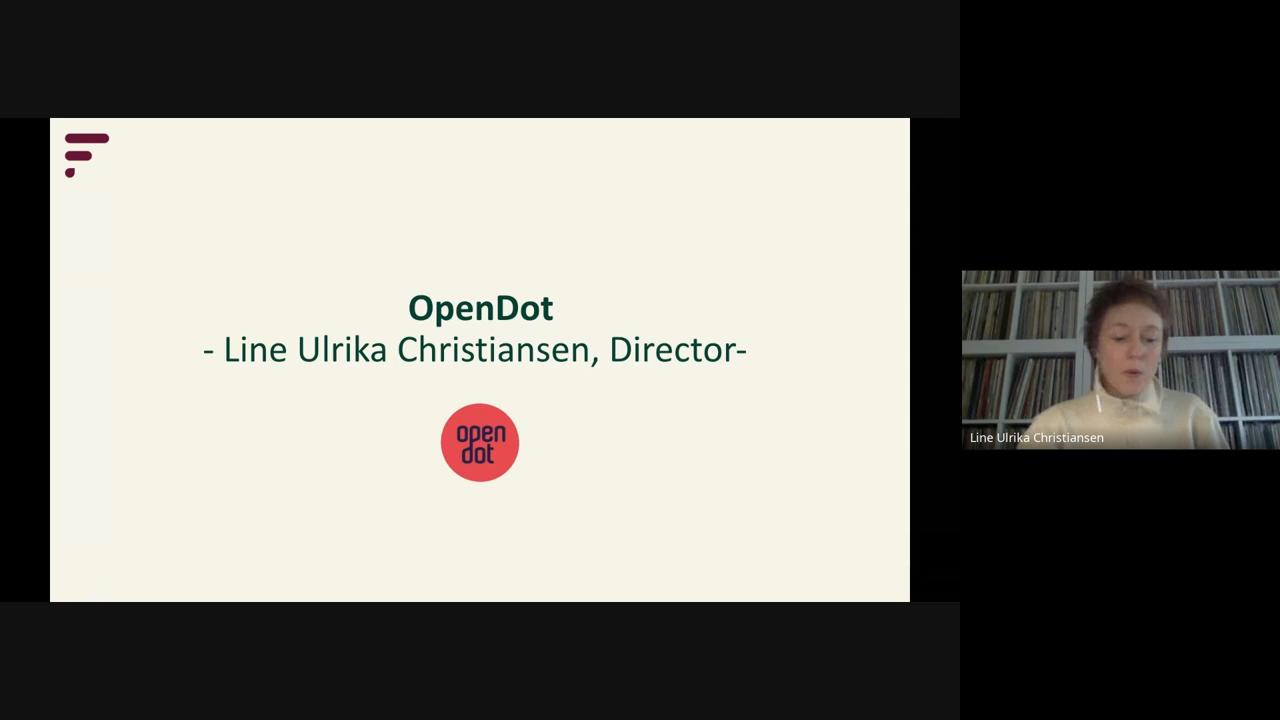 OpenDot
- Line Ulrika Christiansen, Director-
open
dot
Line Ulrika Christiansen